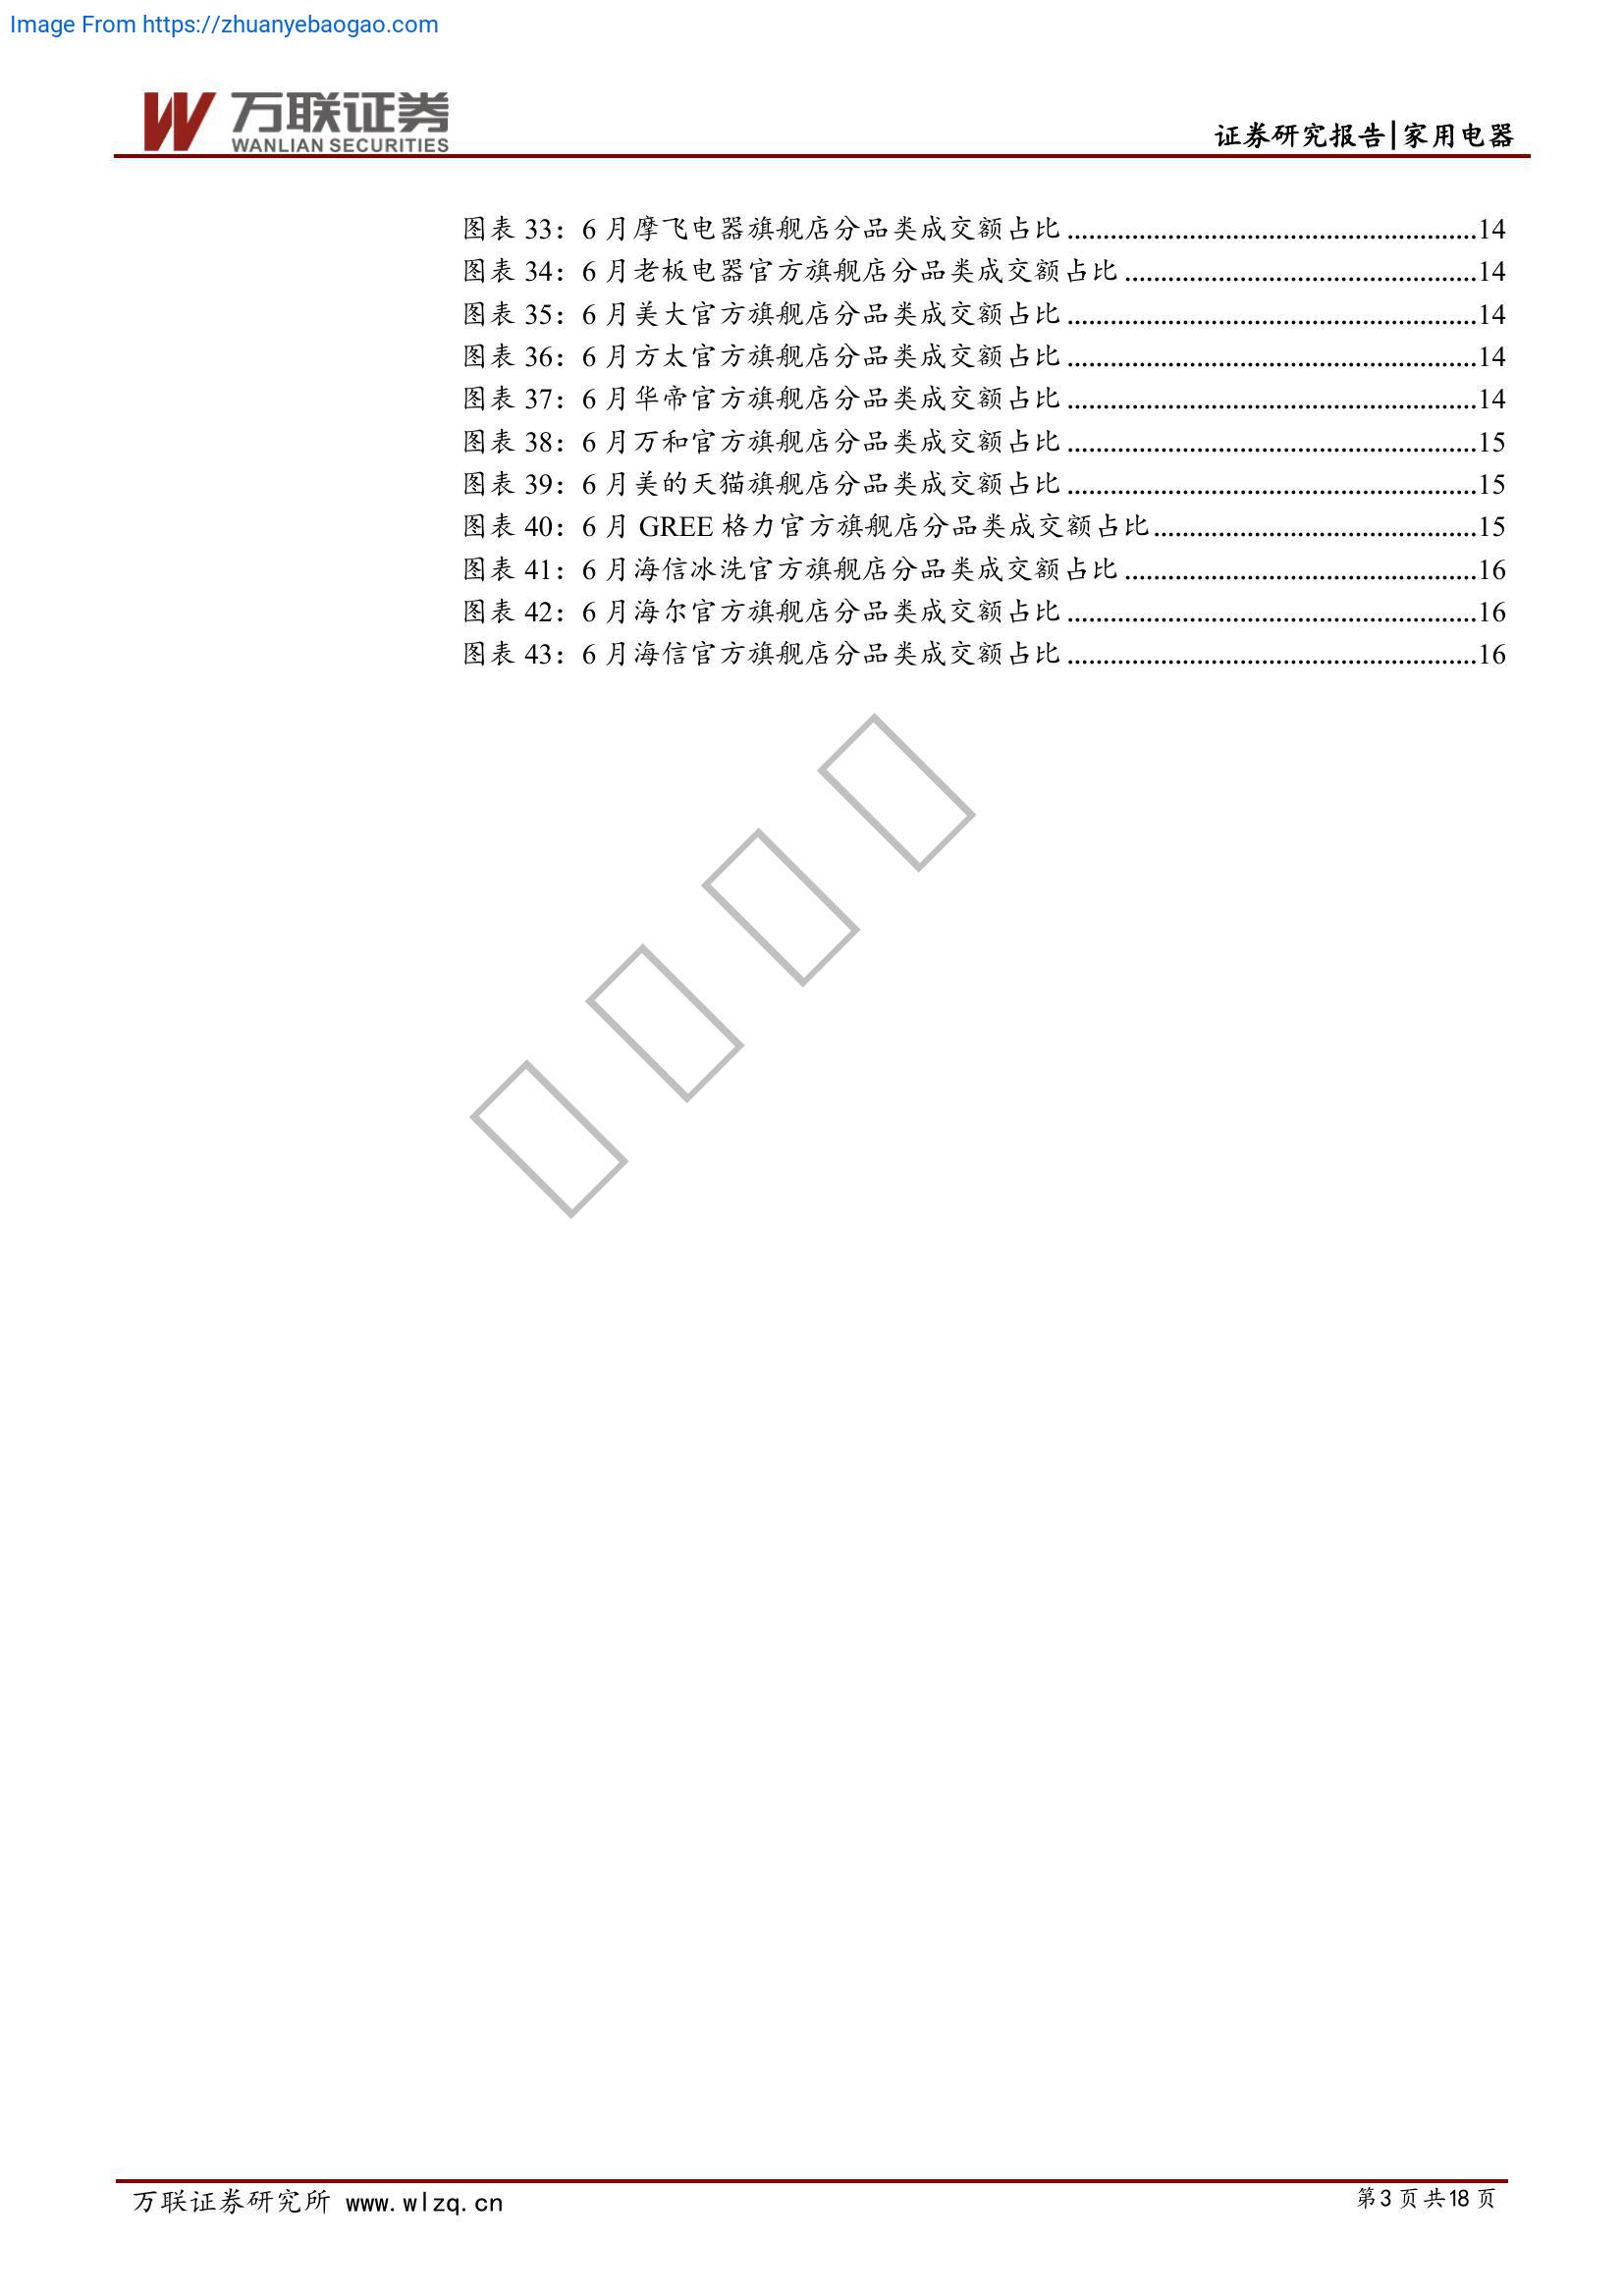 Image From https://zhuanyebaogao.com
万联证券
WANLIAN SECURITIES
证券研究报告|家用电器
图表 33：6 月摩飞电器旗舰店分品类成交额占比.........................................................14
图表 34：6 月老板电器官方旗舰店分品类成交额占比.................................................14
图表 35：6 月美大官方旗舰店分品类成交额占比.........................................................14
图表 36：6 月方太官方旗舰店分品类成交额占比.........................................................14
图表 37：6 月华帝官方旗舰店分品类成交额占比.........................................................14
图表 38：6 月万和官方旗舰店分品类成交额占比.........................................................15
图表 39：6 月美的天猫旗舰店分品类成交额占比.........................................................15
图表 40：6 月 GREE 格力官方旗舰店分品类成交额占比.............................................15
图表 41：6 月海信冰洗官方旗舰店分品类成交额占比.................................................16
图表 42：6 月海尔官方旗舰店分品类成交额占比.........................................................16
图表 43：6 月海信官方旗舰店分品类成交额占比.........................................................16
万联证券研究所 www.wlzq.cn
第 3 页 共 18 页